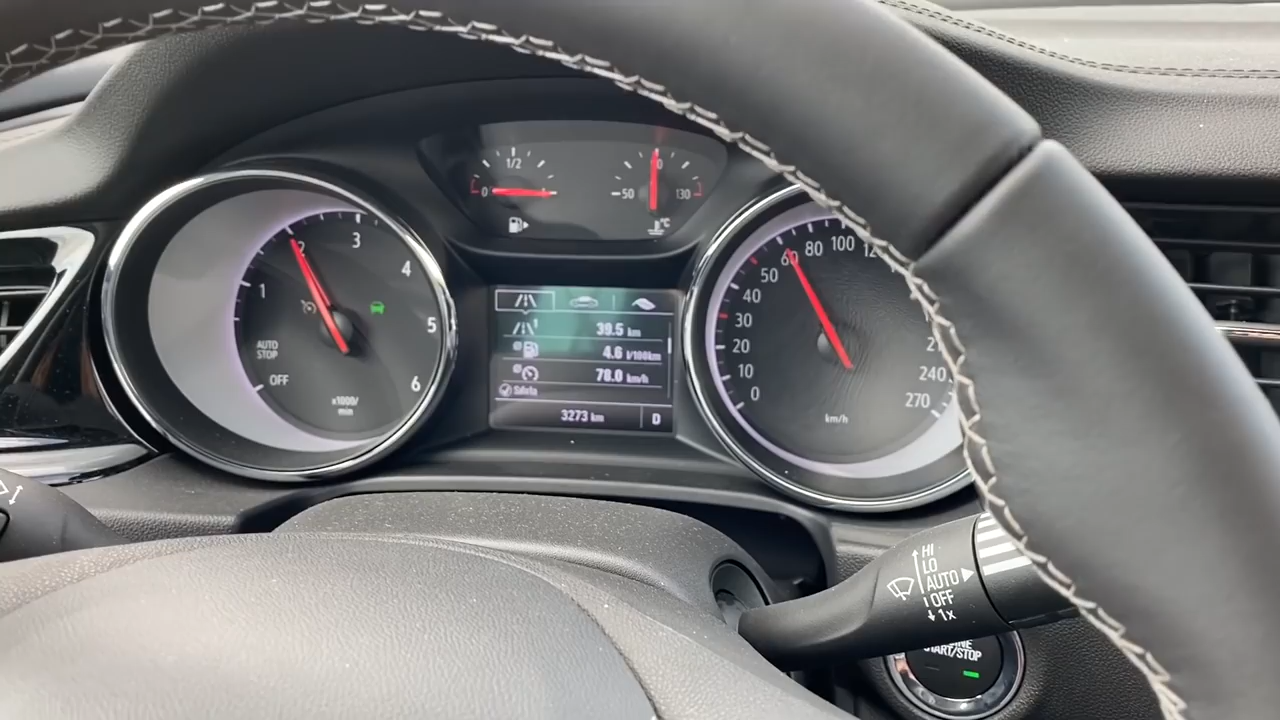 0 1/2
-50 130
°C
1 2 3 4 5 6
AUTO
STOP
OFF
x1000/
min
39.5 km
4.6 l/100km
78.0 km/h
3273 km D
0 10 20 30 40 50 60 80 100
240
270
km/h
HI
LO
AUTO
OFF
1x
START/STOP